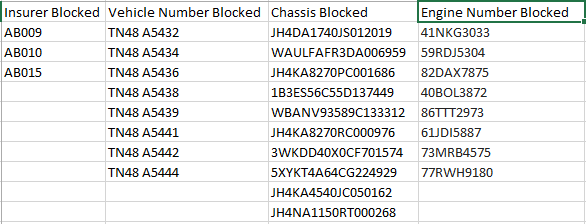 Insurer Blocked Vehicle Number Blocked Chassis Blocked Engine Number Blocked
AB009 TN48 A5432 JH4DA1740JS012019 41NKG3033
AB010 TN48 A5434 WAULFAFR3DA006959 59RDJ5304
AB015 TN48 A5436 JH4KA8270PC001686 82DAX7875
TN48 A5438 1B3ES56C55D137449 40BOL3872
TN48 A5439 WBANV93589C133312 86TTT2973
TN48 A5441 JH4KA8270RC000976 61JDI5887
TN48 A5442 3WKDD40X0CF701574 73MRB4575
TN48 A5444 5XYKT4A64CG224929 77RWH9180
JH4KA4540JC050162
JH4NA1150RT000268